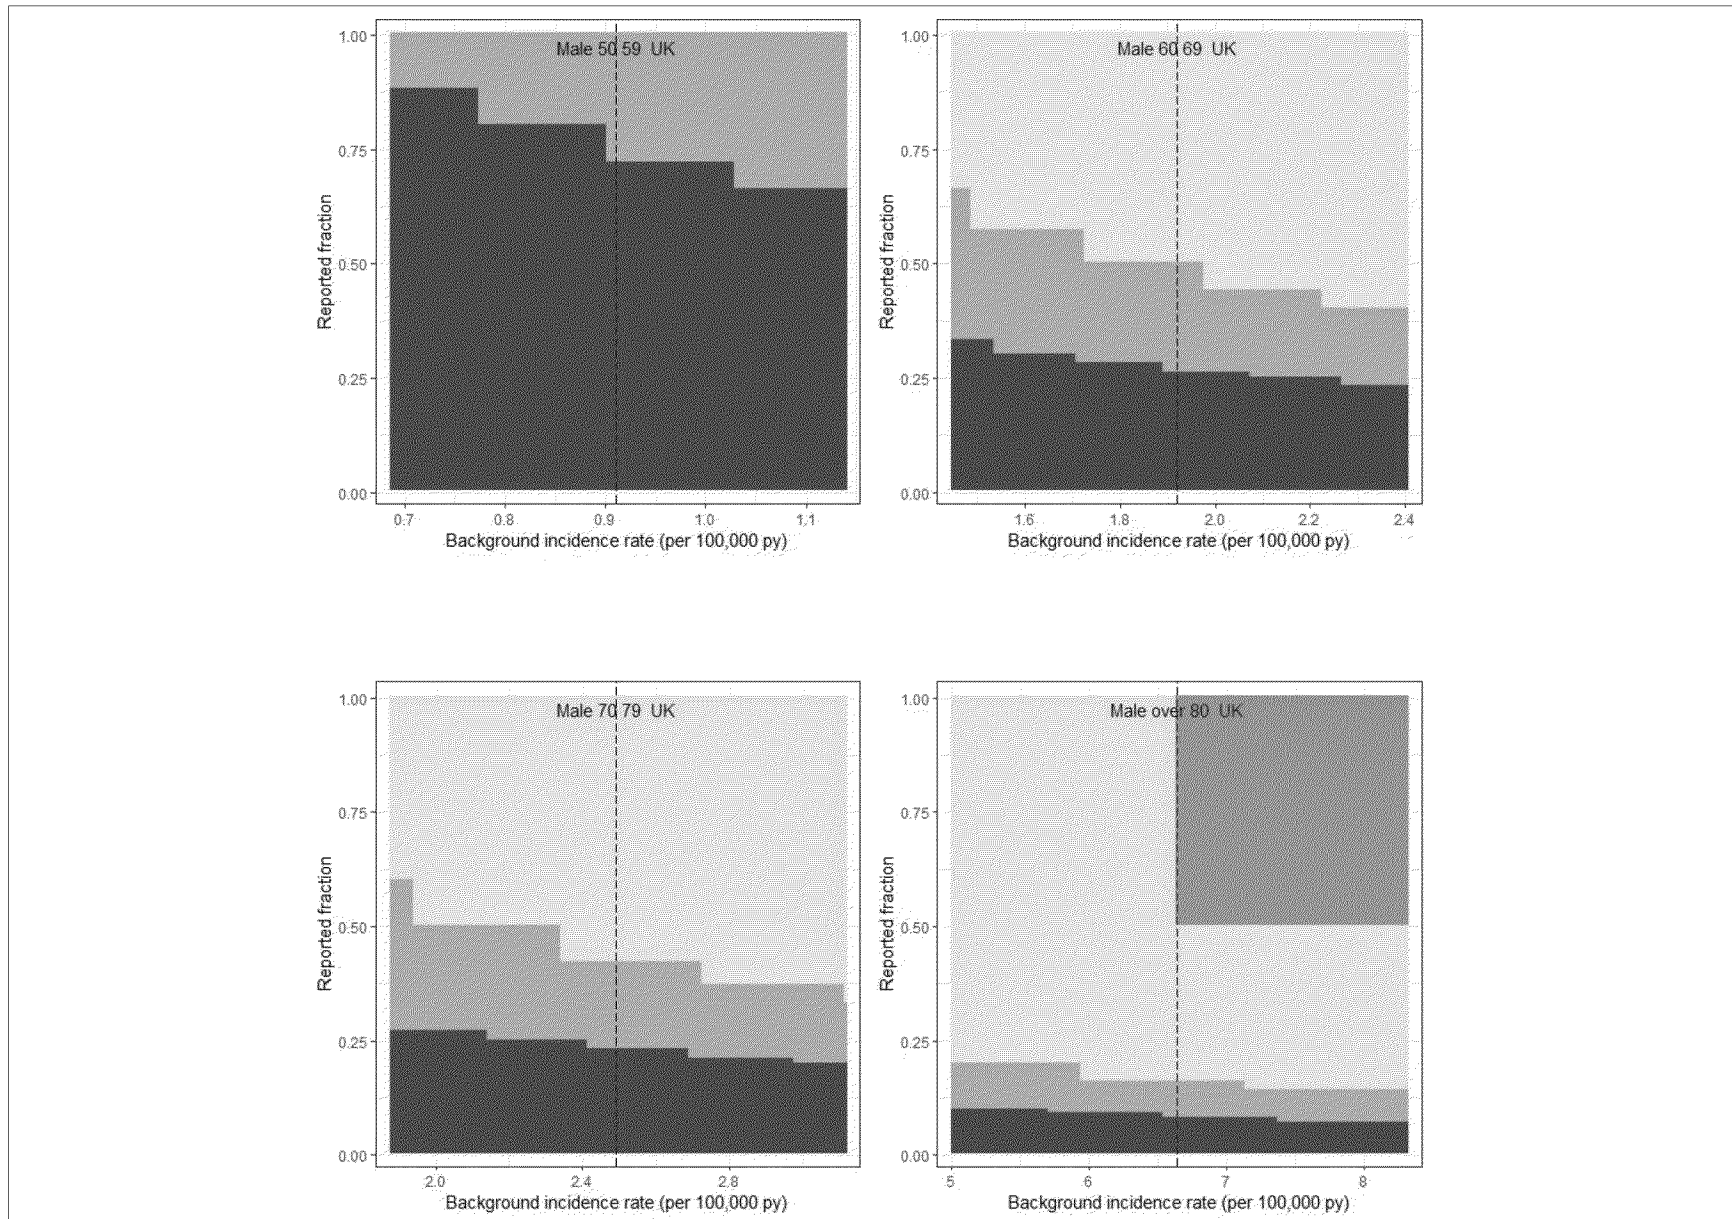 Male 50 59 UK
1.00
0.75
0.50
0.25
0.00
Reported fraction
0.7 0.8 0.9 1.0 1.1
Background incidence rate (per 100,000 py)
Male 60 69 UK
1.00
0.75
0.50
0.25
0.00
Reported fraction
1.6 1.8 2.0 2.2 2.4
Background incidence rate (per 100,000 py)
Male 70 79 UK
1.00
0.75
0.50
0.25
0.00
Reported fraction
2.0 2.4 2.8
Background incidence rate (per 100,000 py)
Male over 80 UK
1.00
0.75
0.50
0.25
0.00
Reported fraction
5 6 7 8
Background incidence rate (per 100,000 py)